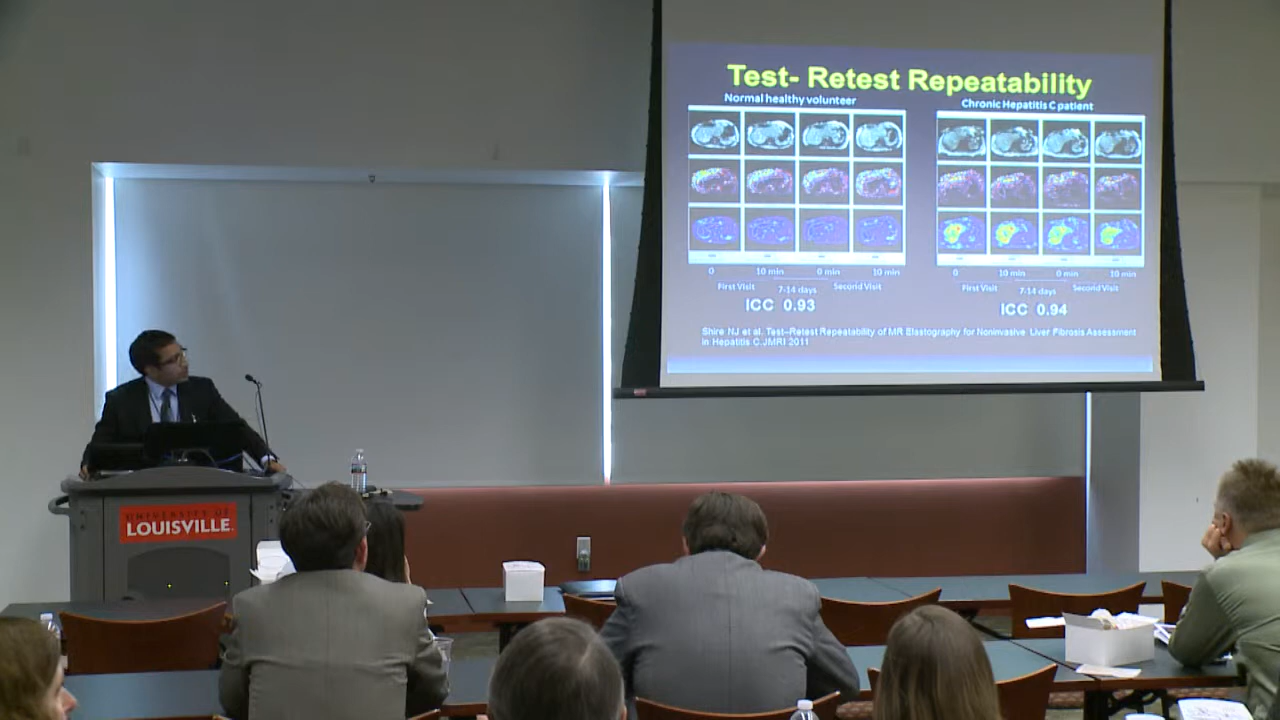 Test- Retest Repeatability
Normal healthy volunteer
Chronic Hepatitis C patient
0 10 min 0 min 10 min
First Visit 7-14 days Second Visit
ICC 0.93
0 10 min 0 min 10 min
First Visit 7-14 days Second Visit
ICC 0.94
Shire NJ et al. Test–Retest Repeatability of MR Elastography for Noninvasive Liver Fibrosis Assessment
in Hepatitis C.JMRI 2011
UNIVERSITY OF
LOUISVILLE.